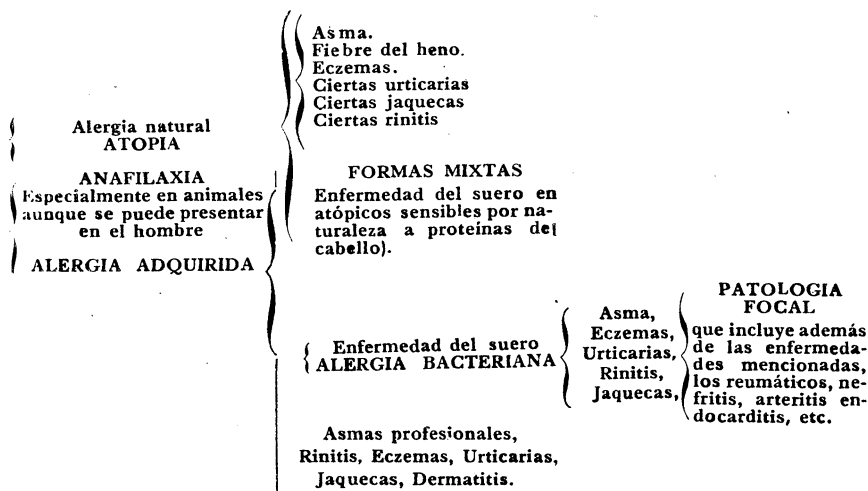 Asma.
Fiebre del heno.
Eczemas.
Ciertas urticarias
Ciertas jaquecas
Ciertas rinitis
Alergia natural
ATOPIA
ANAFILAXIA
Especialmente en animales
aunque se puede presentar
en el hombre
ALERGIA ADQUIRIDA
FORMAS MIXTAS
Enfermedad del suero en
atópicos sensibles por na-
turaleza a proteínas del
cabello).
Enfermedad del suero
ALERGIA BACTERIANA
Asma,
Eczemas,
Urticarias,
Rinitis,
Jaquecas,
PATOLOGIA
FOCAL
que incluye además
de las enfermeda-
des mencionadas,
los reumáticos, ne-
fritis, arteritis en-
docarditis, etc.
Asmas profesionales,
Rinitis, Eczemas, Urticarias,
Jaquecas, Dermatitis.